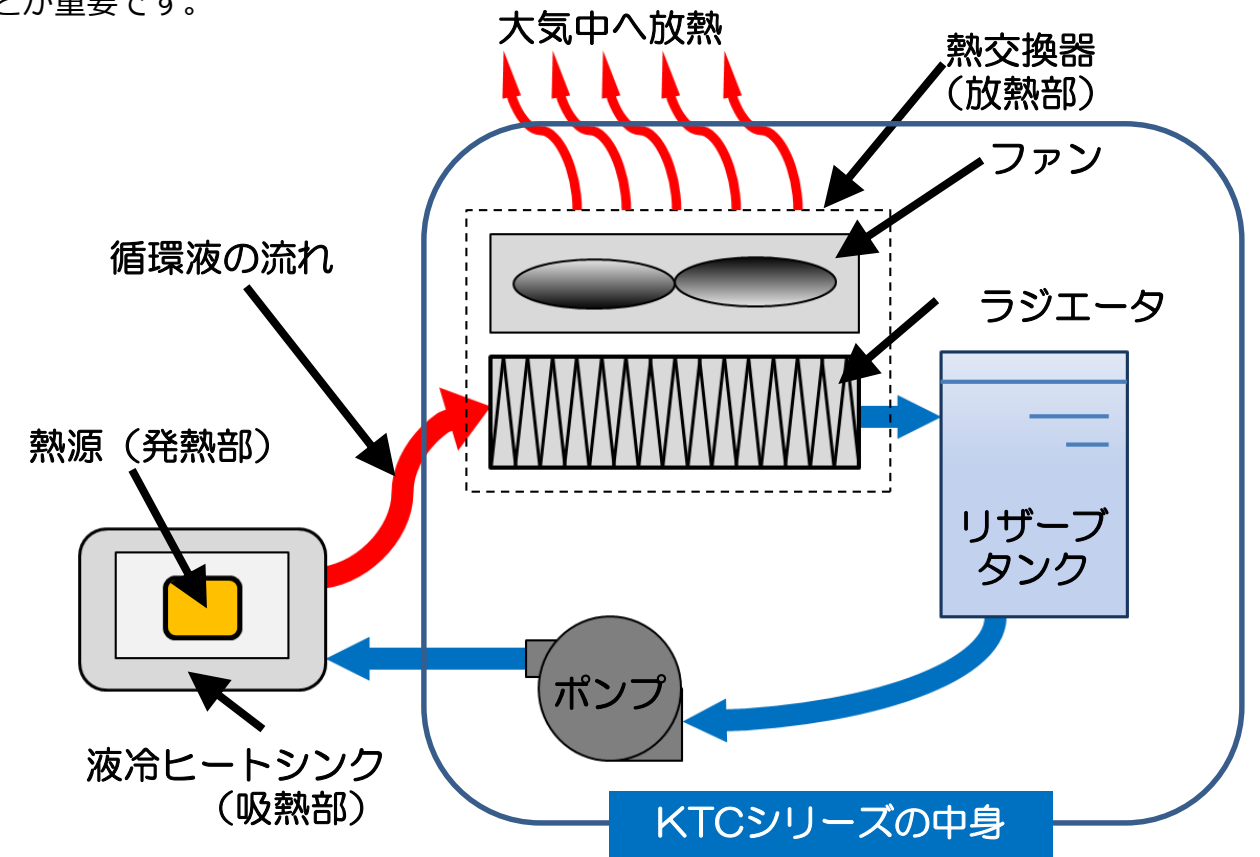 とが重要です。
大気中へ放熱
熱交換器
（放熱部）
ファン
循環液の流れ
ラジエータ
熱源（発熱部）
リザーブ
タンク
ポンプ
液冷ヒートシンク
（吸熱部）
KTCシリーズの中身